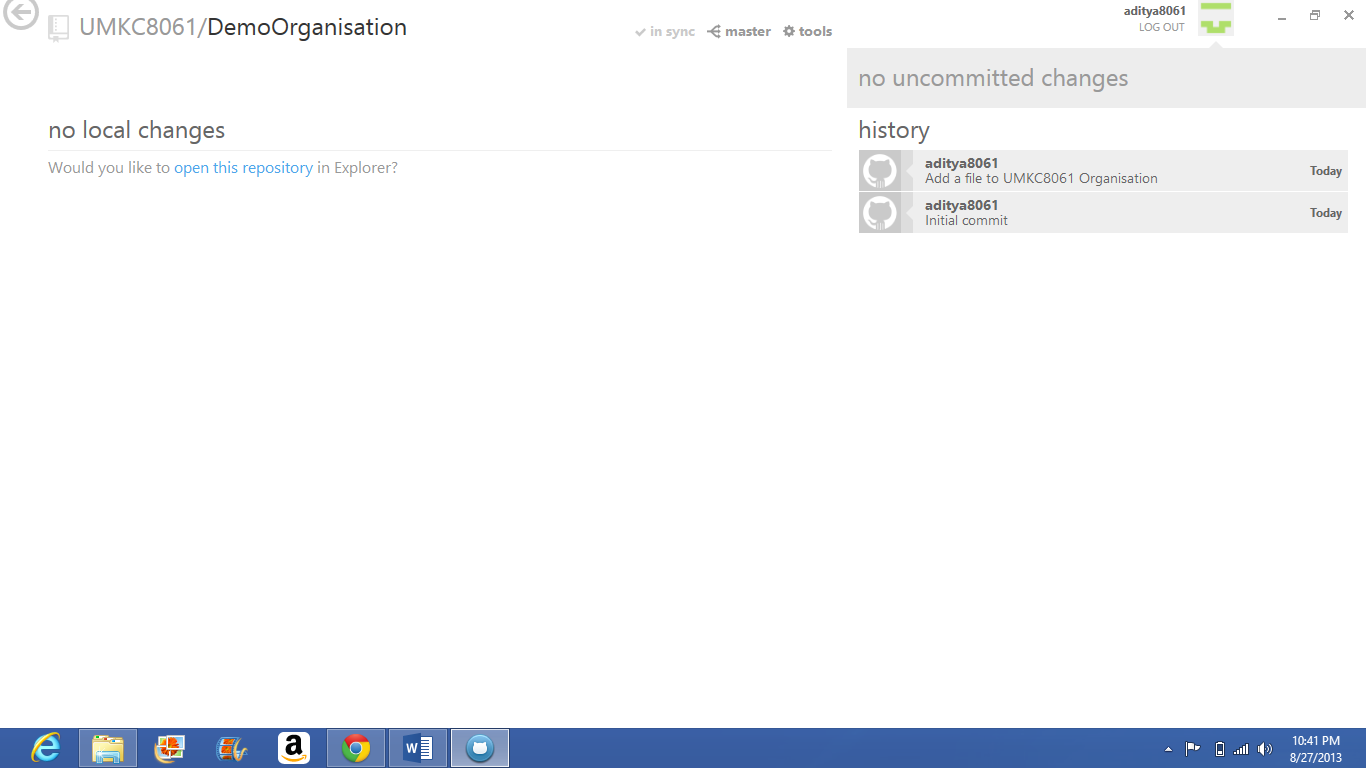 UMKC8061/DemoOrganisation
in sync master tools
aditya8061
LOG OUT
no local changes
Would you like to open this repository in Explorer?
no uncommitted changes
history
aditya8061
Add a file to UMKC8061 Organisation
Today
aditya8061
Initial commit
Today
10:41 PM
8/27/2013